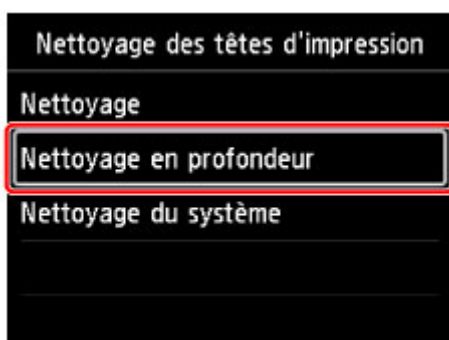 Nettoyage des têtes d'impression
Nettoyage
Nettoyage en profondeur
Nettoyage du système